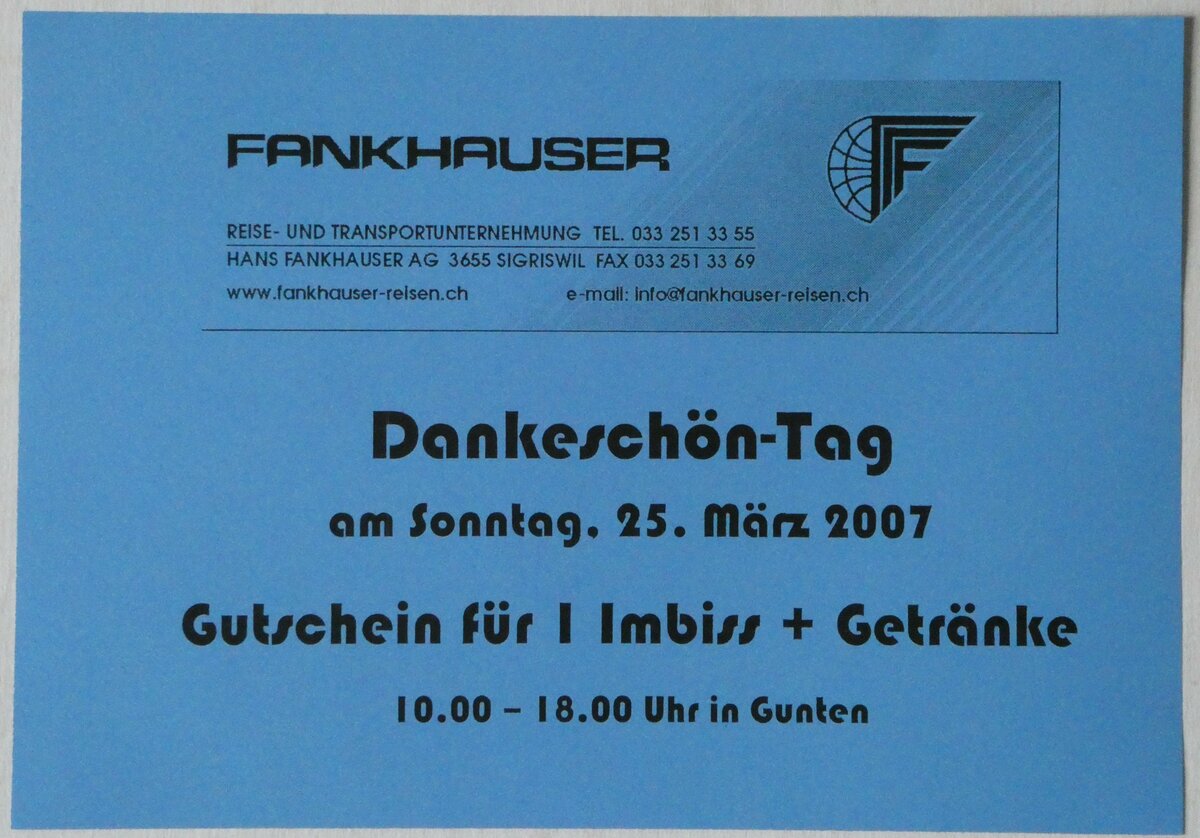 FANKHAUSER
F
REISE- UND TRANSPORTUNTERNEHMUNG TEL. 033 251 33 55
HANS FANKHAUSER AG 3655 SIGRISWIL FAX 033 251 33 69
www.fankhauser-reisen.ch e-mail: info@fankhauser-reisen.ch
Dankeschön-Tag
am Sonntag, 25. März 2007
Gutschein für 1 Imbiss + Getränke
10.00 – 18.00 Uhr in Gunten